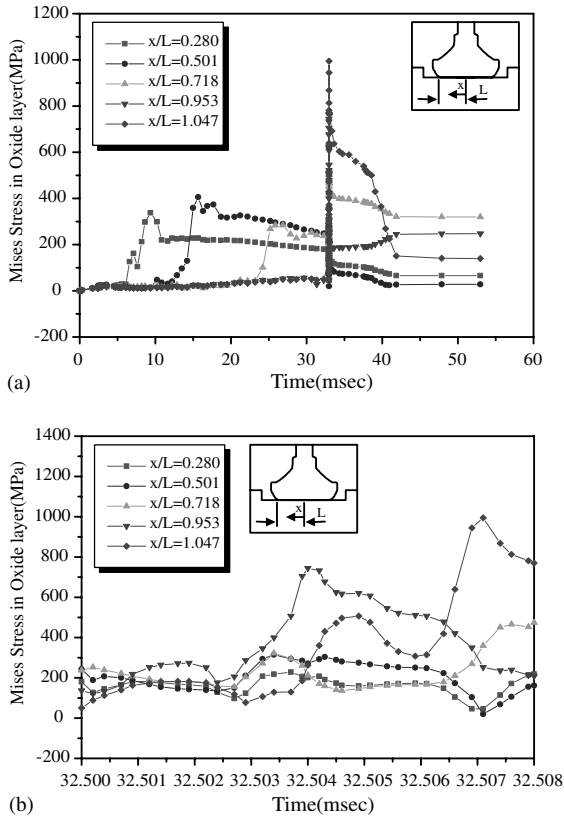 1200
1000
800
600
400
200
0
-200
Mises Stress in Oxide layer(MPa)
x/L=0.280
x/L=0.501
x/L=0.718
x/L=0.953
x/L=1.047
x
L
0 10 20 30 40 50 60
Time(msec)
(a)
1400
1200
1000
800
600
400
200
0
-200
Mises Stress in Oxide layer(MPa)
x/L=0.280
x/L=0.501
x/L=0.718
x/L=0.953
x/L=1.047
x
L
32.500 32.501 32.502 32.503 32.504 32.505 32.506 32.507 32.508
Time(msec)
(b)